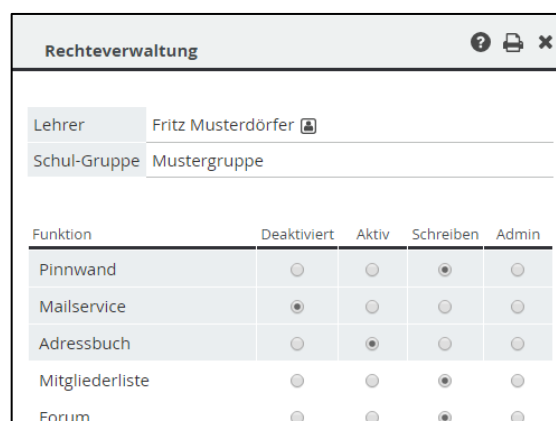 Rechteverwaltung
Lehrer Fritz Musterdörfer
Schul-Gruppe Mustergruppe
Funktion Deaktiviert Aktiv Schreiben Admin
Pinnwand
Mailservice
Adressbuch
Mitgliederliste
Forum